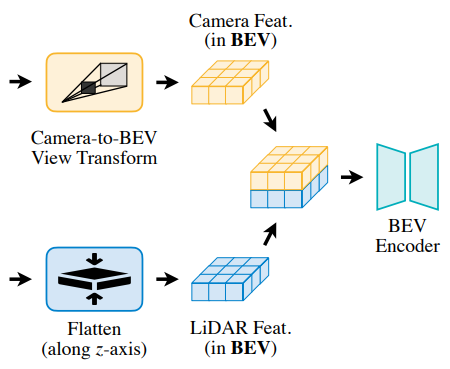 Camera Feat.
(in BEV)
Camera-to-BEV
View Transform
BEV
Encoder
Flatten
(along z-axis)
LiDAR Feat.
(in BEV)